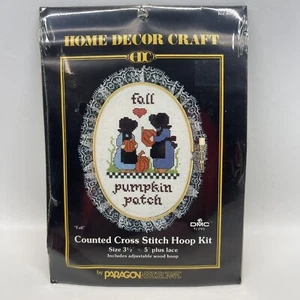 HOME DECOR CRAFT
HDC
fall
pumpkin
patch
"Fall"
DMC
Counted Cross Stitch Hoop Kit
Size 3½" × 5" plus lace
Includes adjustable wood hoop
by PARAGON